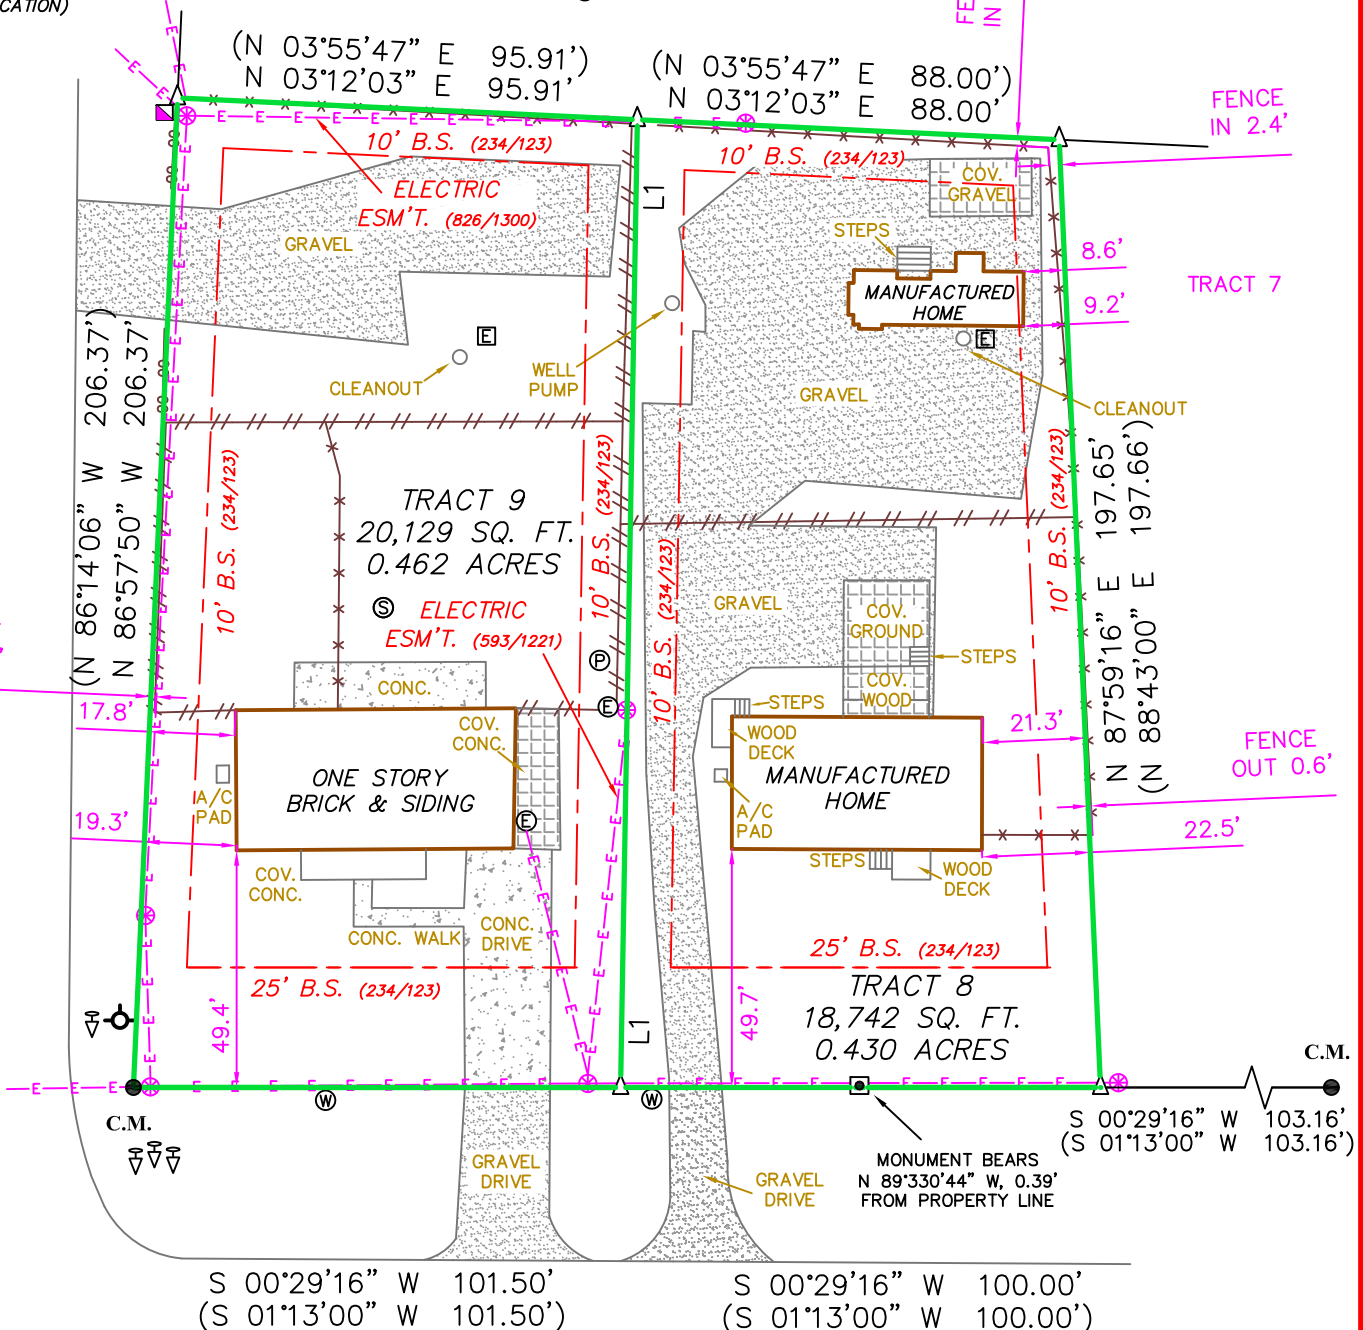 CATION)
(N 03°55'47" E 95.91')
N 03°12'03" E 95.91'
(N 03°55'47" E 88.00')
N 03°12'03" E 88.00'
FE
IN
FENCE
IN 2.4'
10' B.S. (234/123)
10' B.S. (234/123)
ELECTRIC
ESM'T. (826/1300)
GRAVEL
L1
COV.
GRAVEL
STEPS
MANUFACTURED
HOME
8.6'
9.2'
TRACT 7
E
E
CLEANOUT
WELL
PUMP
GRAVEL
CLEANOUT
(N 86°14'06" W 206.37')
N 86°57'50" W 206.37'
10' B.S. (234/123)
10' B.S. (234/123)
10' B.S. (234/123)
10' B.S. (234/123)
N 87°59'16" E 197.65'
(N 88°43'00" E 197.66')
TRACT 9
20,129 SQ. FT.
0.462 ACRES
S
ELECTRIC
ESM'T. (593/1221)
P
E
GRAVEL
COV.
GROUND
STEPS
COV.
WOOD
CONC.
17.8'
COV.
CONC.
STEPS
WOOD
DECK
21.3'
FENCE
OUT 0.6'
ONE STORY
BRICK & SIDING
MANUFACTURED
HOME
A/C
PAD
A/C
PAD
E
19.3'
22.5'
STEPS
WOOD
DECK
COV.
CONC.
CONC. WALK
CONC.
DRIVE
25' B.S. (234/123)
25' B.S. (234/123)
49.4'
49.7'
L1
TRACT 8
18,742 SQ. FT.
0.430 ACRES
C.M.
C.M.
W
W
S 00°29'16" W 103.16'
(S 01°13'00" W 103.16')
MONUMENT BEARS
N 89°330'44" W, 0.39'
FROM PROPERTY LINE
GRAVEL
DRIVE
GRAVEL
DRIVE
S 00°29'16" W 101.50'
(S 01°13'00" W 101.50')
S 00°29'16" W 100.00'
(S 01°13'00" W 100.00')